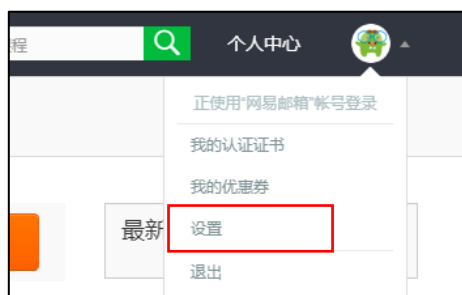 程
个人中心
正使用"网易邮箱"帐号登录
我的认证证书
我的优惠券
最新
设置
退出